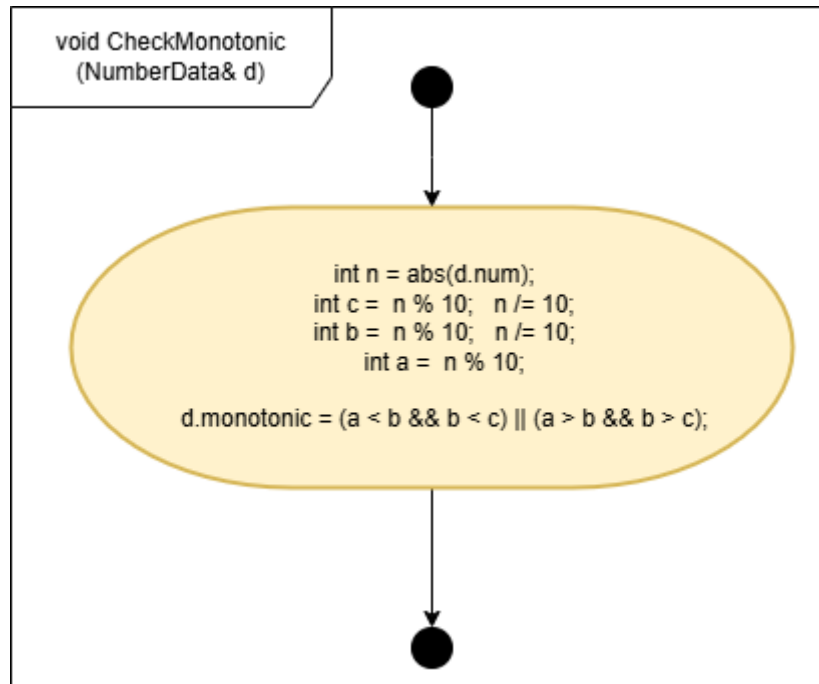 void CheckMonotonic
(NumberData& d)
int n = abs(d.num);
int c =  n % 10;   n /= 10;
int b =  n % 10;   n /= 10;
int a =  n % 10;
d.monotonic = (a < b && b < c) || (a > b && b > c);